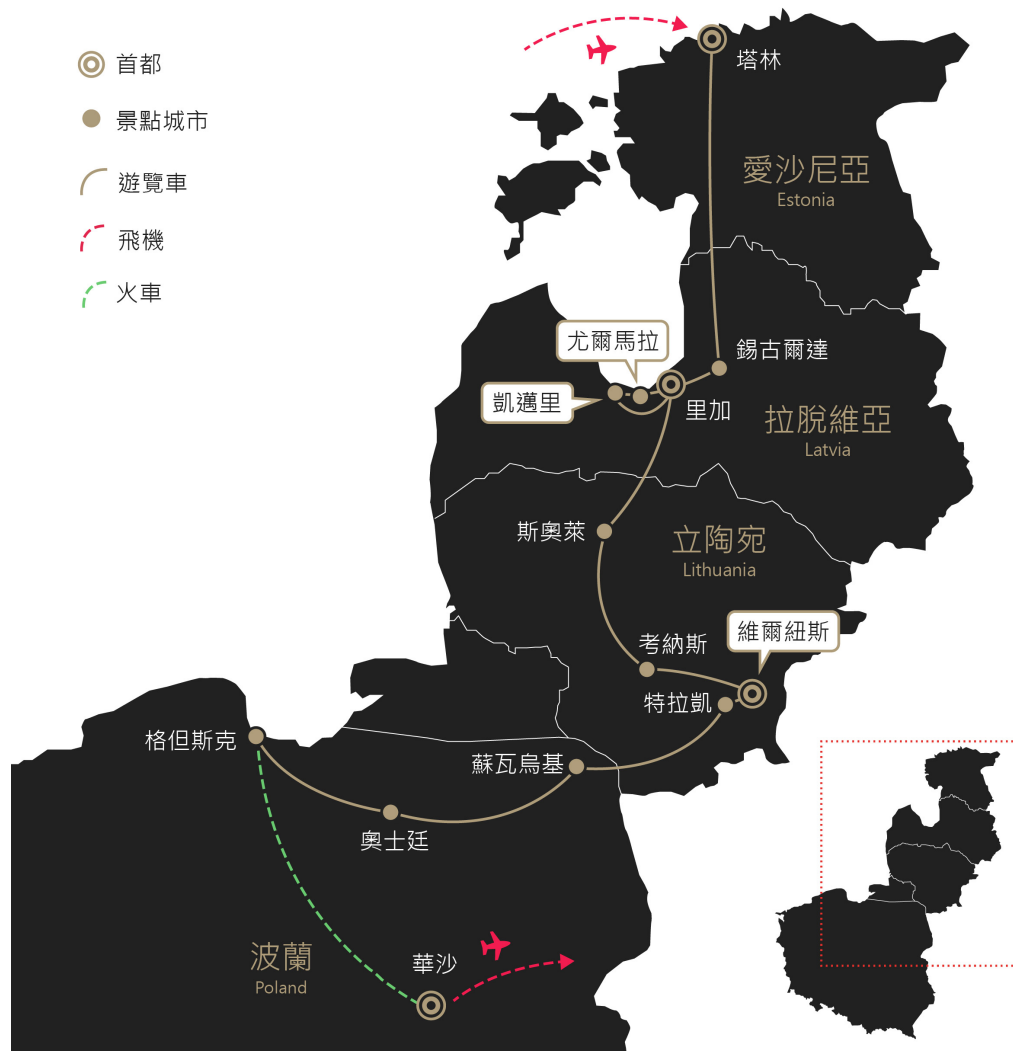 首都
景點城市
遊覽車
飛機
火車
塔林
愛沙尼亞
Estonia
尤爾馬拉
錫古爾達
凱邁里
里加
拉脫維亞
Latvia
斯奧萊
立陶宛
Lithuania
維爾紐斯
考納斯
特拉凱
格但斯克
蘇瓦烏基
奧士廷
波蘭
Poland
華沙